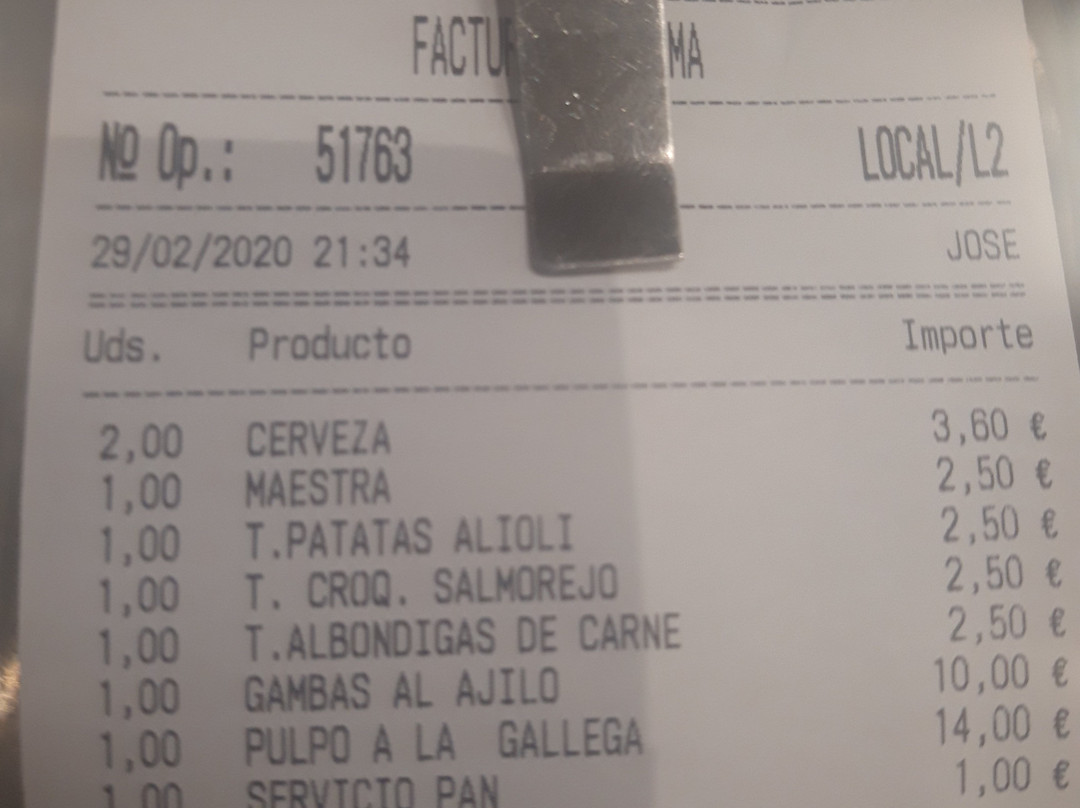 FACTU MA
Nº Op.: 51763 LOCAL/L2
29/02/2020 21:34 JOSE
Uds. Producto Importe
2,00 CERVEZA 3,60 €
1,00 MAESTRA 2,50 €
1,00 T.PATATAS ALIOLI 2,50 €
1,00 T. CROQ. SALMOREJO 2,50 €
1,00 T.ALBONDIGAS DE CARNE 2,50 €
1,00 GAMBAS AL AJILO 10,00 €
1,00 PULPO A LA GALLEGA 14,00 €
1,00 SERVICIO PAN 1,00 €